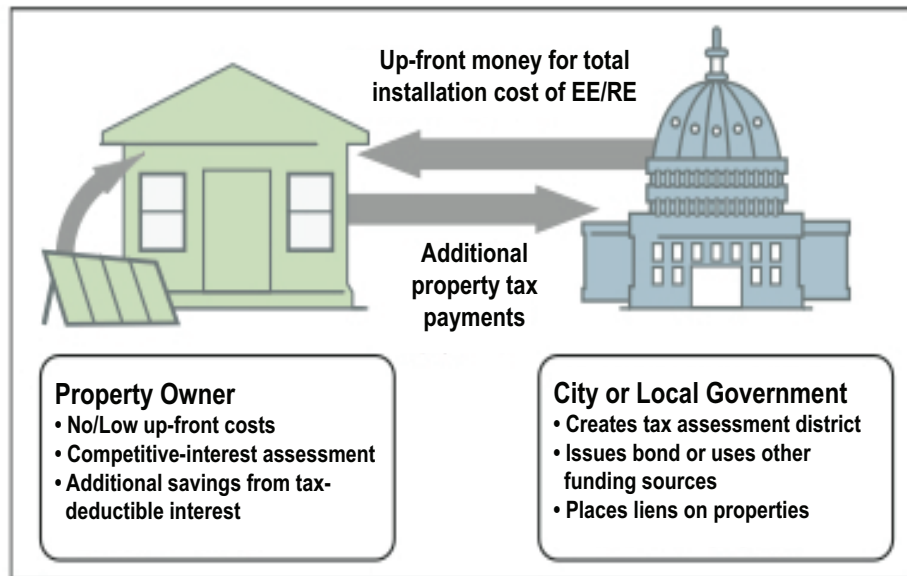 Up-front money for total
installation cost of EE/RE
Additional
property tax
payments
Property Owner
• No/Low up-front costs
• Competitive-interest assessment
• Additional savings from tax-
deductible interest
City or Local Government
• Creates tax assessment district
• Issues bond or uses other
funding sources
• Places liens on properties